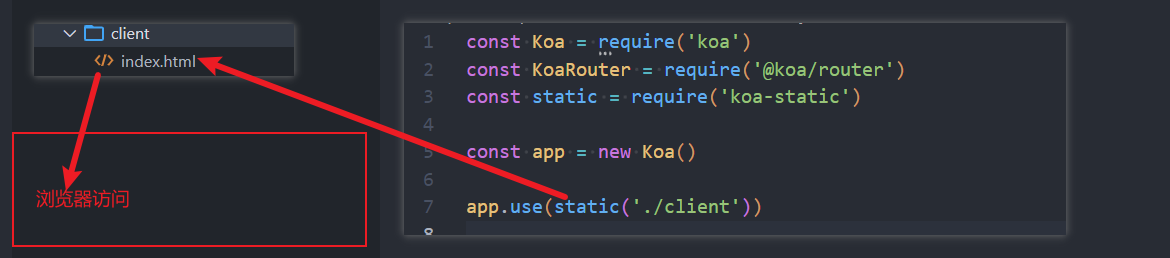 client
index.html
浏览器访问
1 const Koa = require('koa')
2 const KoaRouter = require('@koa/router')
3 const static = require('koa-static')
4
5 const app = new Koa()
6
7 app.use(static('./client'))
8